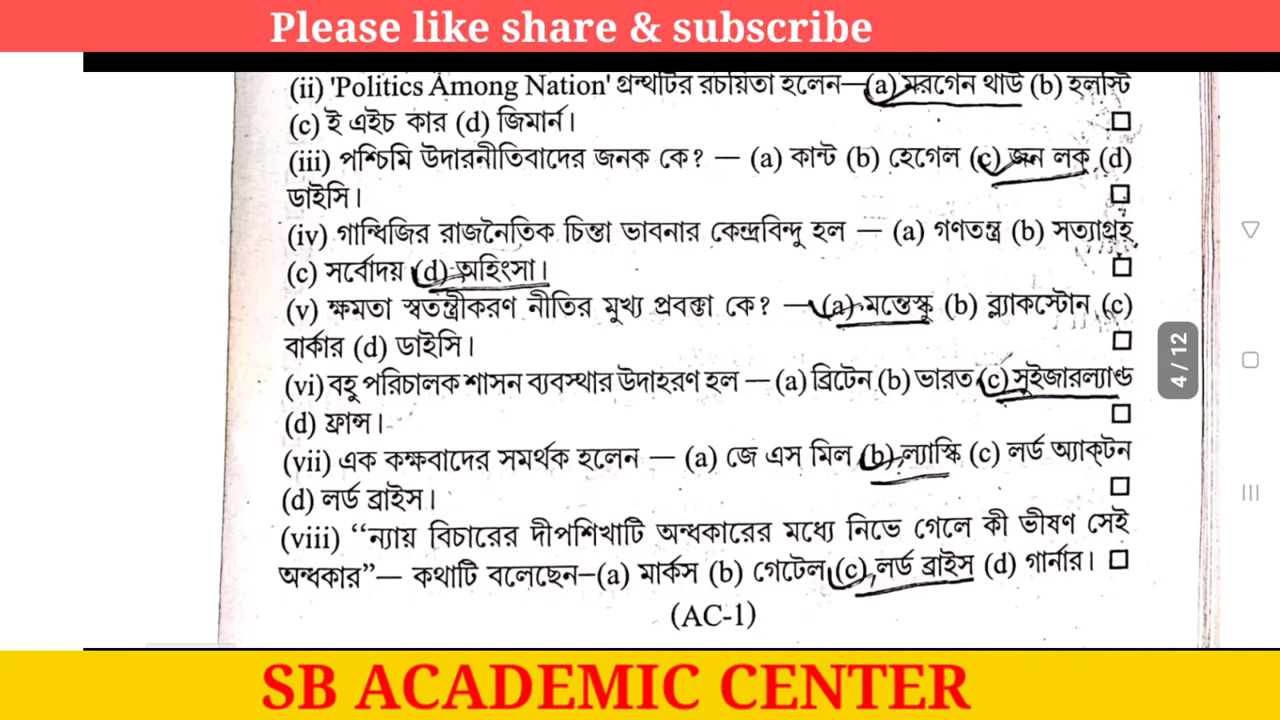 Please like share & subscribe
(ii) 'Politics Among Nation' গ্রন্থটির রচয়িতা হলেন—(a) মরগেন থাউ (b) হলস্টি
(c) ই এইচ কার (d) জিমার্ন।
(iii) পশ্চিমি উদারনীতিবাদের জনক কে? — (a) কান্ট (b) হেগেল (c) জন লক্ (d)
ডাইসি।
(iv) গান্ধিজির রাজনৈতিক চিন্তা ভাবনার কেন্দ্রবিন্দু হল — (a) গণতন্ত্র (b) সত্যাগ্রহ
(c) সর্বোদয় (d) অহিংসা।
(v) ক্ষমতা স্বতন্ত্রীকরণ নীতির মুখ্য প্রবক্তা কে? — (a) মন্তেস্কু (b) ব্ল্যাকস্টোন (c)
বার্কার (d) ডাইসি।
4/12
(vi) বহু পরিচালক শাসন ব্যবস্থার উদাহরণ হল — (a) ব্রিটেন (b) ভারত (c) সুইজারল্যাণ্ড
(d) ফ্রান্স।
(vii) এক কক্ষবাদের সমর্থক হলেন — (a) জে এস মিল (b) ল্যাস্কি (c) লর্ড অ্যাক্টন
(d) লর্ড ব্রাইস।
(viii) “ন্যায় বিচারের দীপশিখাটি অন্ধকারের মধ্যে নিভে গেলে কী ভীষণ সেই
অন্ধকার”— কথাটি বলেছেন–(a) মার্কস (b) গেটেল (c) লর্ড ব্রাইস (d) গার্নার।
(AC-1)
SB ACADEMIC CENTER